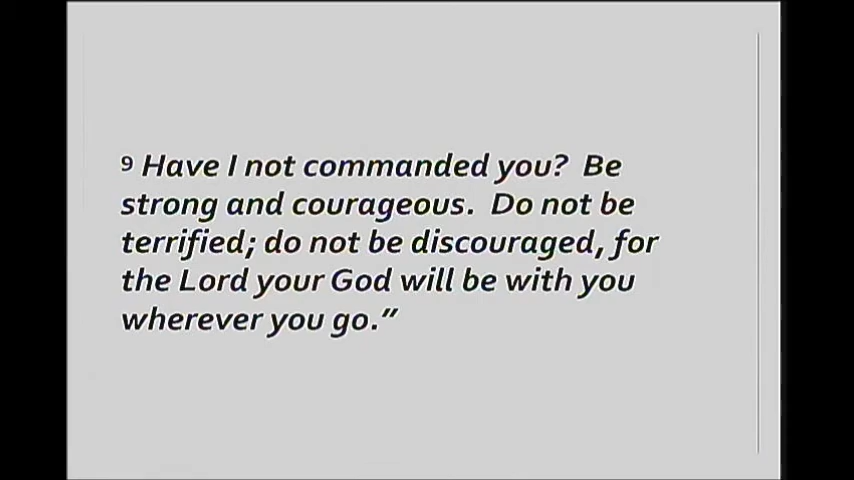 9 Have I not commanded you? Be
strong and courageous. Do not be
terrified; do not be discouraged, for
the Lord your God will be with you
wherever you go.”